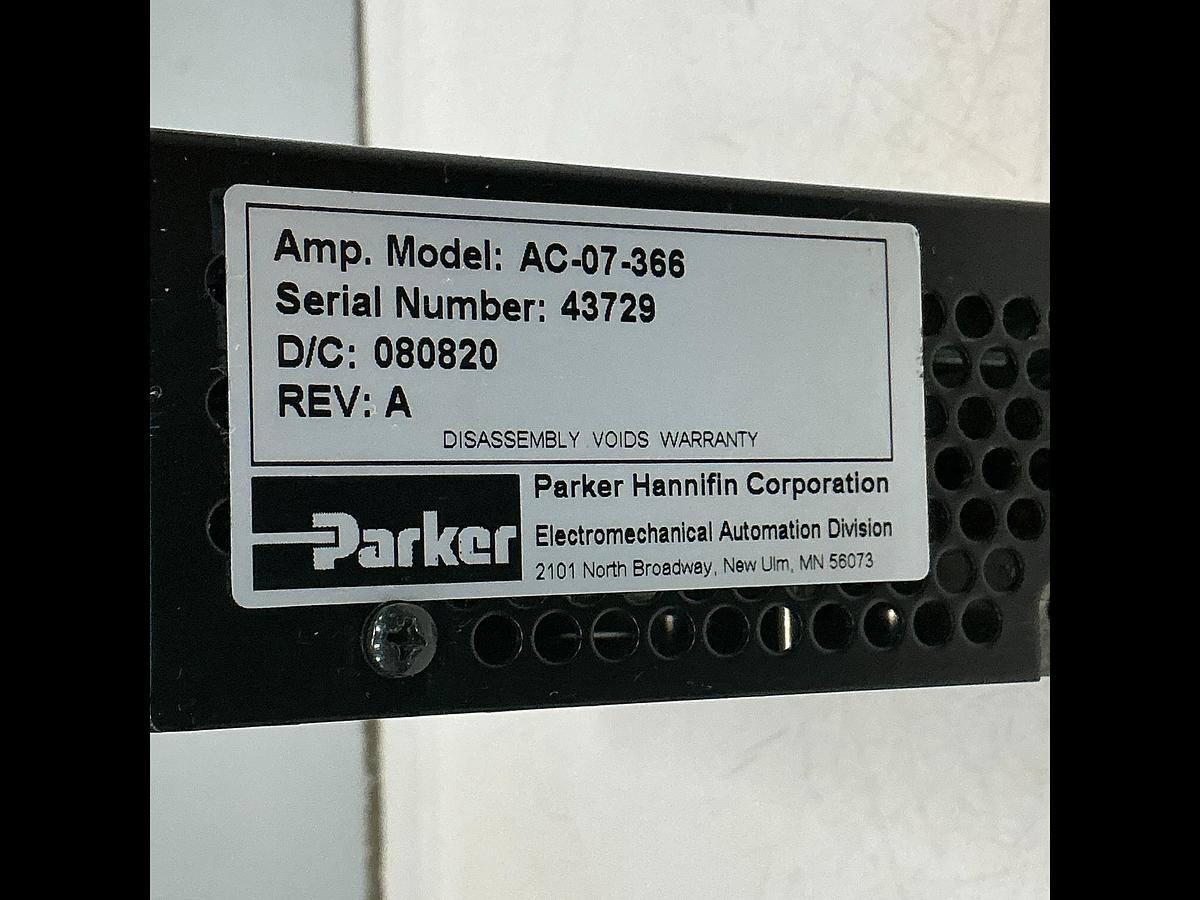 Amp. Model: AC-07-366
Serial Number: 43729
D/C: 080820
REV: A
DISASSEMBLY VOIDS WARRANTY
Parker
Parker Hannifin Corporation
Electromechanical Automation Division
2101 North Broadway, New Ulm, MN 56073